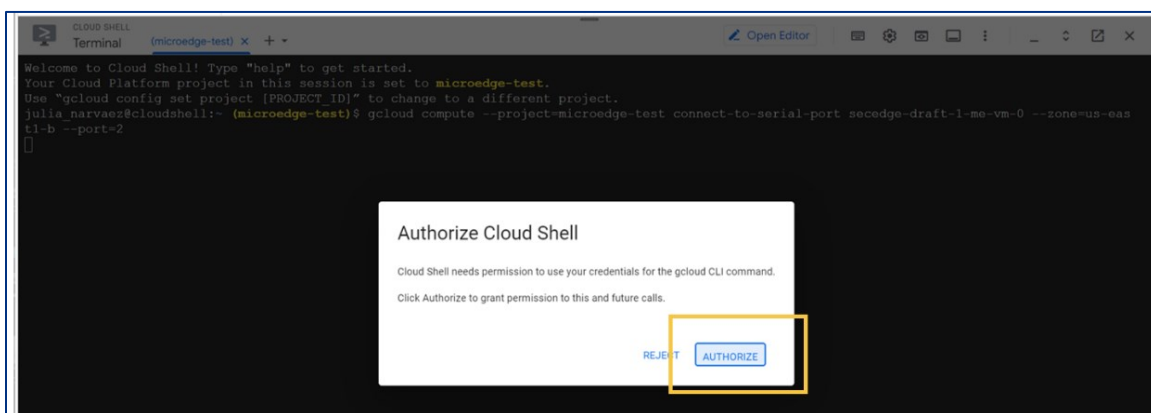 CLOUD SHELL
Terminal (microedge-test) Open Editor
Welcome to Cloud Shell! Type "help" to get started.
Your Cloud Platform project in this session is set to microedge-test.
Use "gcloud config set project [PROJECT_ID]" to change to a different project.
julia_narvaez@cloudshell:~ (microedge-test)$ gcloud compute --project=microedge-test connect-to-serial-port secedge-draft-1-me-vm-0 --zone=us-eas
t1-b --port=2
Authorize Cloud Shell
Cloud Shell needs permission to use your credentials for the gcloud CLI command.
Click Authorize to grant permission to this and future calls.
REJECT AUTHORIZE